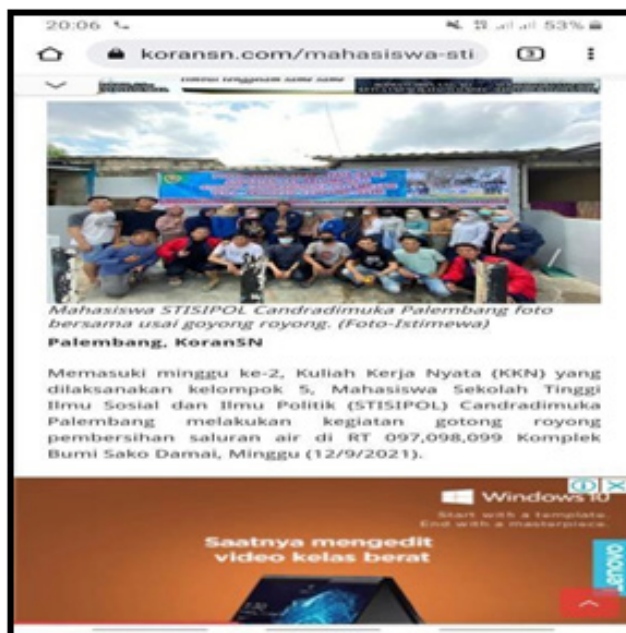 20:06
53%
koransn.com/mahasiswa-sti
3
Mahasiswa STISIPOL Candradimuka Palembang foto
bersama usai goyong royong. (Foto-Istimewa)
Palembang, KoranSN
Memasuki minggu ke-2, Kuliah Kerja Nyata (KKN) yang
dilaksanakan kelompok 5, Mahasiswa Sekolah Tinggi
Ilmu Sosial dan Ilmu Politik (STISIPOL) Candradimuka
Palembang melakukan kegiatan gotong royong
pembersihan saluran air di RT 097,098,099 Komplek
Bumi Sako Damai, Minggu (12/9/2021).
Windows 10
Start with a template.
End with a masterpiece.
Saatnya mengedit
video kelas berat
Lenovo